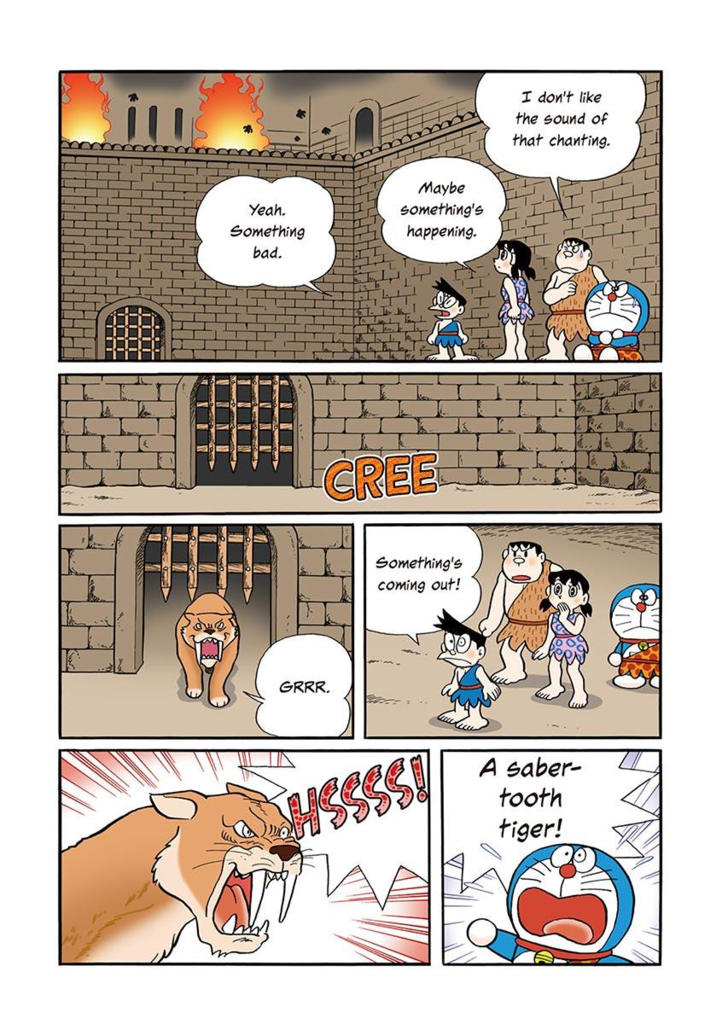 I don't like
the sound of
that chanting.
Maybe
something's
happening.
Yeah.
Something
bad.
CREE
GRRR.
Something's
coming out!
HSSSS!
A saber-
tooth
tiger!